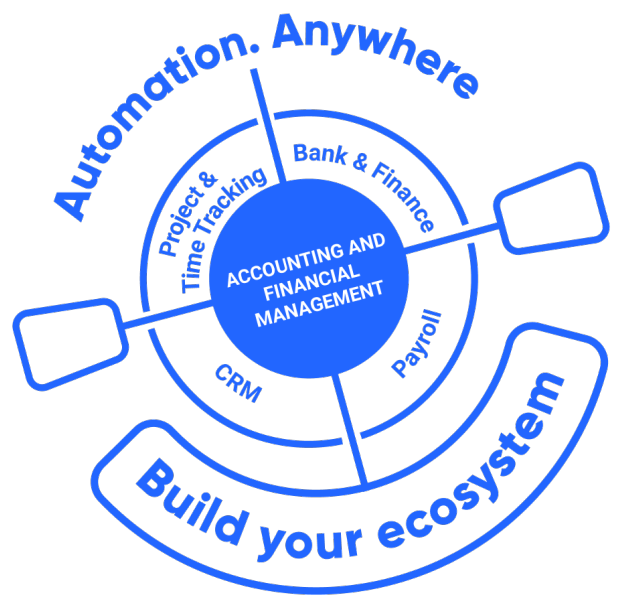 Automation. Anywhere
Project &
Time Tracking
Bank & Finance
ACCOUNTING AND
FINANCIAL
MANAGEMENT
CRM
Payroll
Build your ecosystem